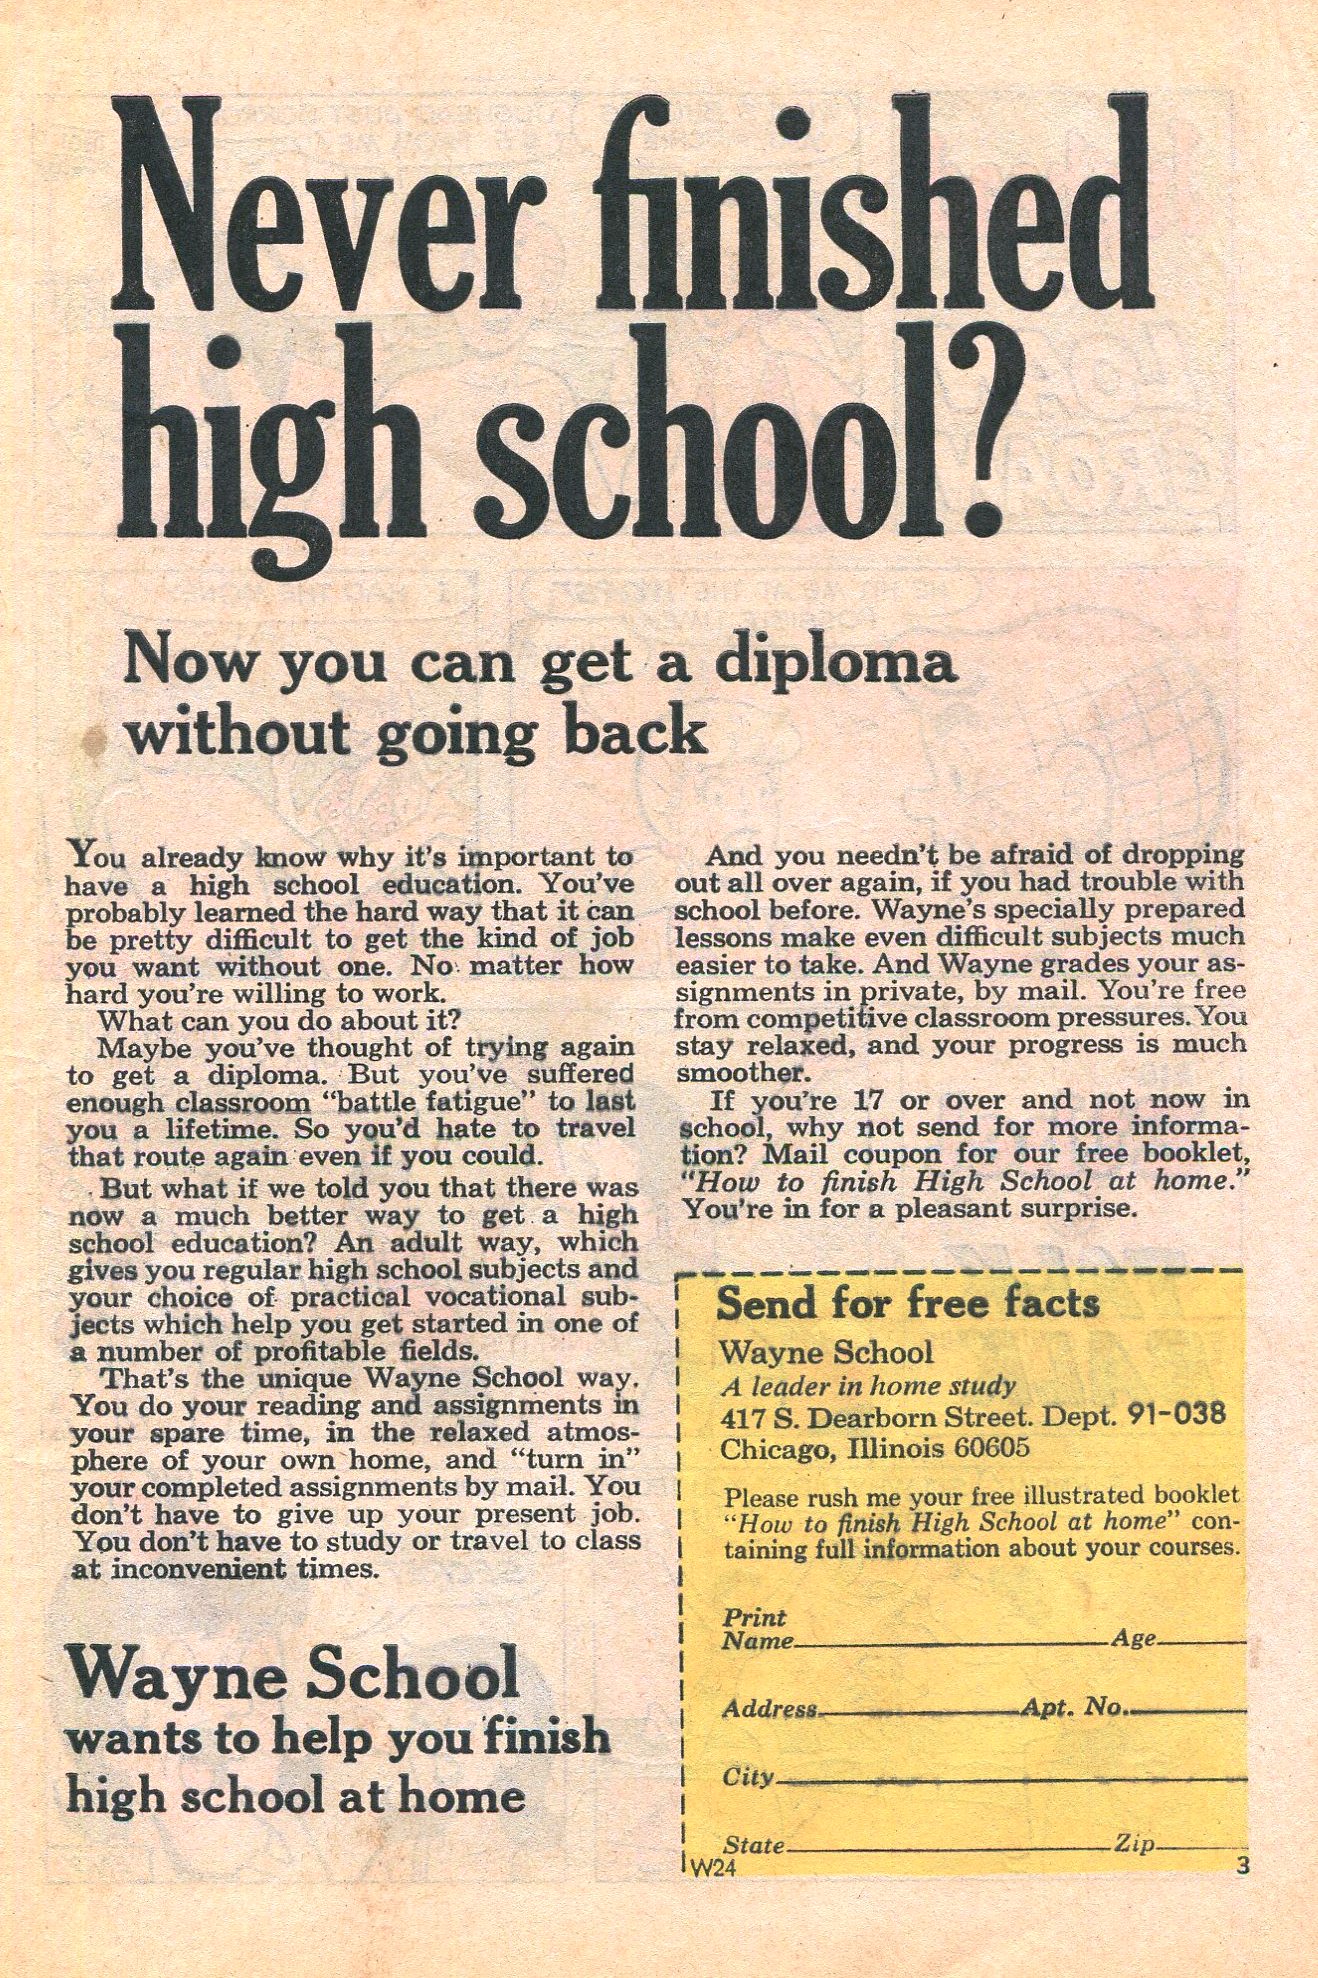 Never finished
high school?
Now you can get a diploma
without going back
You already know why it's important to
have a high school education. You've
probably learned the hard way that it can
be pretty difficult to get the kind of job
you want without one. No matter how
hard you're willing to work.
What can you do about it?
Maybe you've thought of trying again
to get a diploma. But you've suffered
enough classroom "battle fatigue" to last
you a lifetime. So you'd hate to travel
that route again even if you could.
But what if we told you that there was
now a much better way to get a high
school education? An adult way, which
gives you regular high school subjects and
your choice of practical vocational sub-
jects which help you get started in one of
a number of profitable fields.
That's the unique Wayne School way.
You do your reading and assignments in
your spare time, in the relaxed atmos-
phere of your own home, and "turn in"
your completed assignments by mail. You
don't have to give up your present job.
You don't have to study or travel to class
at inconvenient times.
Wayne School
wants to help you finish
high school at home
And you needn't be afraid of dropping
out all over again, if you had trouble with
school before. Wayne's specially prepared
lessons make even difficult subjects much
easier to take. And Wayne grades your as-
signments in private, by mail. You're free
from competitive classroom pressures. You
stay relaxed, and your progress is much
smoother.
If you're 17 or over and not now in
school, why not send for more informa-
tion? Mail coupon for our free booklet,
"How to finish High School at home."
You're in for a pleasant surprise.
Send for free facts
Wayne School
A leader in home study
417 S. Dearborn Street. Dept. 91-038
Chicago, Illinois 60605
Please rush me your free illustrated booklet
"How to finish High School at home" con-
taining full information about your courses.
Print
Name Age
Address Apt. No.
City
State Zip
W24 3